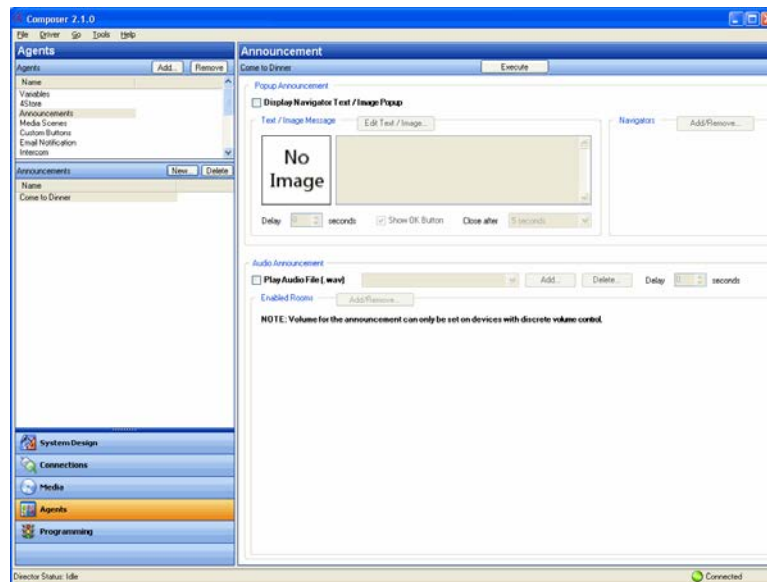 Composer 2.1.0
File Driver Go Tools Help
Agents
Agents Add... Remove
Name
Variables
4Store
Announcements
Media Scenes
Custom Buttons
Email Notification
Intercom
Announcements New... Delete
Name
Come to Dinner
System Design
Connections
Media
Agents
Programming
Announcement
Come to Dinner Execute
Popup Announcement
Display Navigator Text / Image Popup
Text / Image Message Edit Text / Image... Navigators Add/Remove...
No
Image
Delay 0 seconds Show OK Button Close after 5 seconds
Audio Announcement
Play Audio File (.wav) Add... Delete... Delay 0 seconds
Enabled Rooms Add/Remove...
NOTE: Volume for the announcement can only be set on devices with discrete volume control.
Director Status: Idle Connected